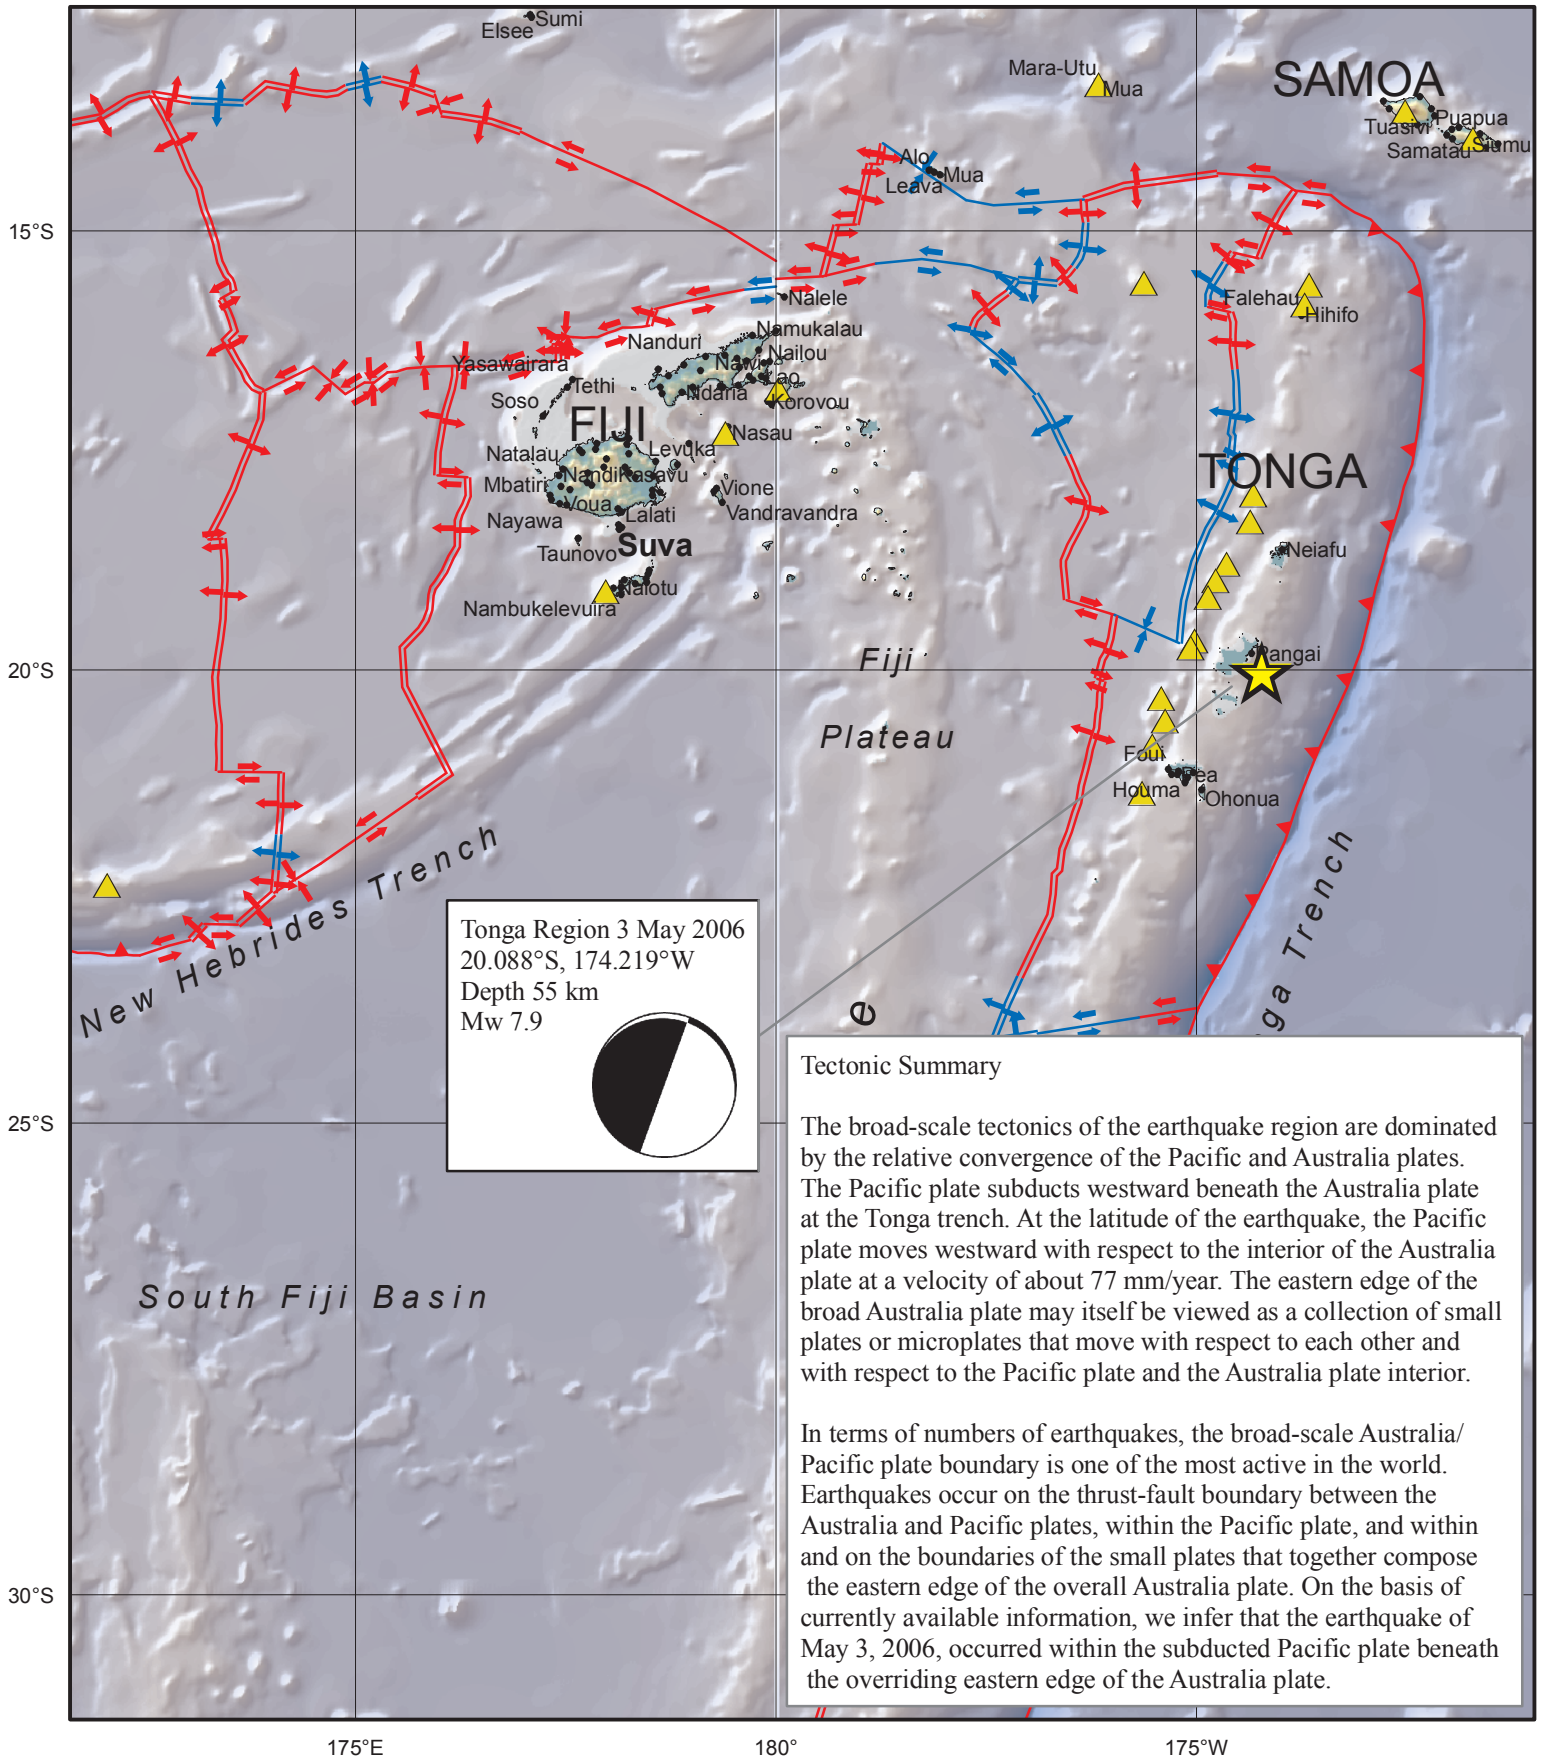 Sumi
Elsee
Mara-Utu
Mua
SAMOA
Tuasivi
Puapua
Samatau
Siumu
Alo
Leava
Mua
15°S
Falehau
Hihifo
Nalele
Namukalau
Nanduri
Nailou
Nawi
Lao
Yasawairara
Tethi
Ndaria
Korovou
Soso
FIJI
Nasau
Natalau
Levuka
Nandi
Kasavu
Mbatiri
Voua
Vione
Nayawa
Lalati
Vandravandra
Taunovo
Suva
Nalotu
Nambukelevuira
TONGA
Neiafu
Pangai
20°S
Fiji
Plateau
Foui
Pea
Houma
Ohonua
New Hebrides Trench
ga Trench
e
Tonga Region 3 May 2006
20.088°S, 174.219°W
Depth 55 km
Mw 7.9
25°S
South Fiji Basin
30°S
Tectonic Summary
The broad-scale tectonics of the earthquake region are dominated
by the relative convergence of the Pacific and Australia plates.
The Pacific plate subducts westward beneath the Australia plate
at the Tonga trench. At the latitude of the earthquake, the Pacific
plate moves westward with respect to the interior of the Australia
plate at a velocity of about 77 mm/year. The eastern edge of the
broad Australia plate may itself be viewed as a collection of small
plates or microplates that move with respect to each other and
with respect to the Pacific plate and the Australia plate interior.
In terms of numbers of earthquakes, the broad-scale Australia/
Pacific plate boundary is one of the most active in the world.
Earthquakes occur on the thrust-fault boundary between the
Australia and Pacific plates, within the Pacific plate, and within
and on the boundaries of the small plates that together compose
the eastern edge of the overall Australia plate. On the basis of
currently available information, we infer that the earthquake of
May 3, 2006, occurred within the subducted Pacific plate beneath
the overriding eastern edge of the Australia plate.
175°E
180°
175°W